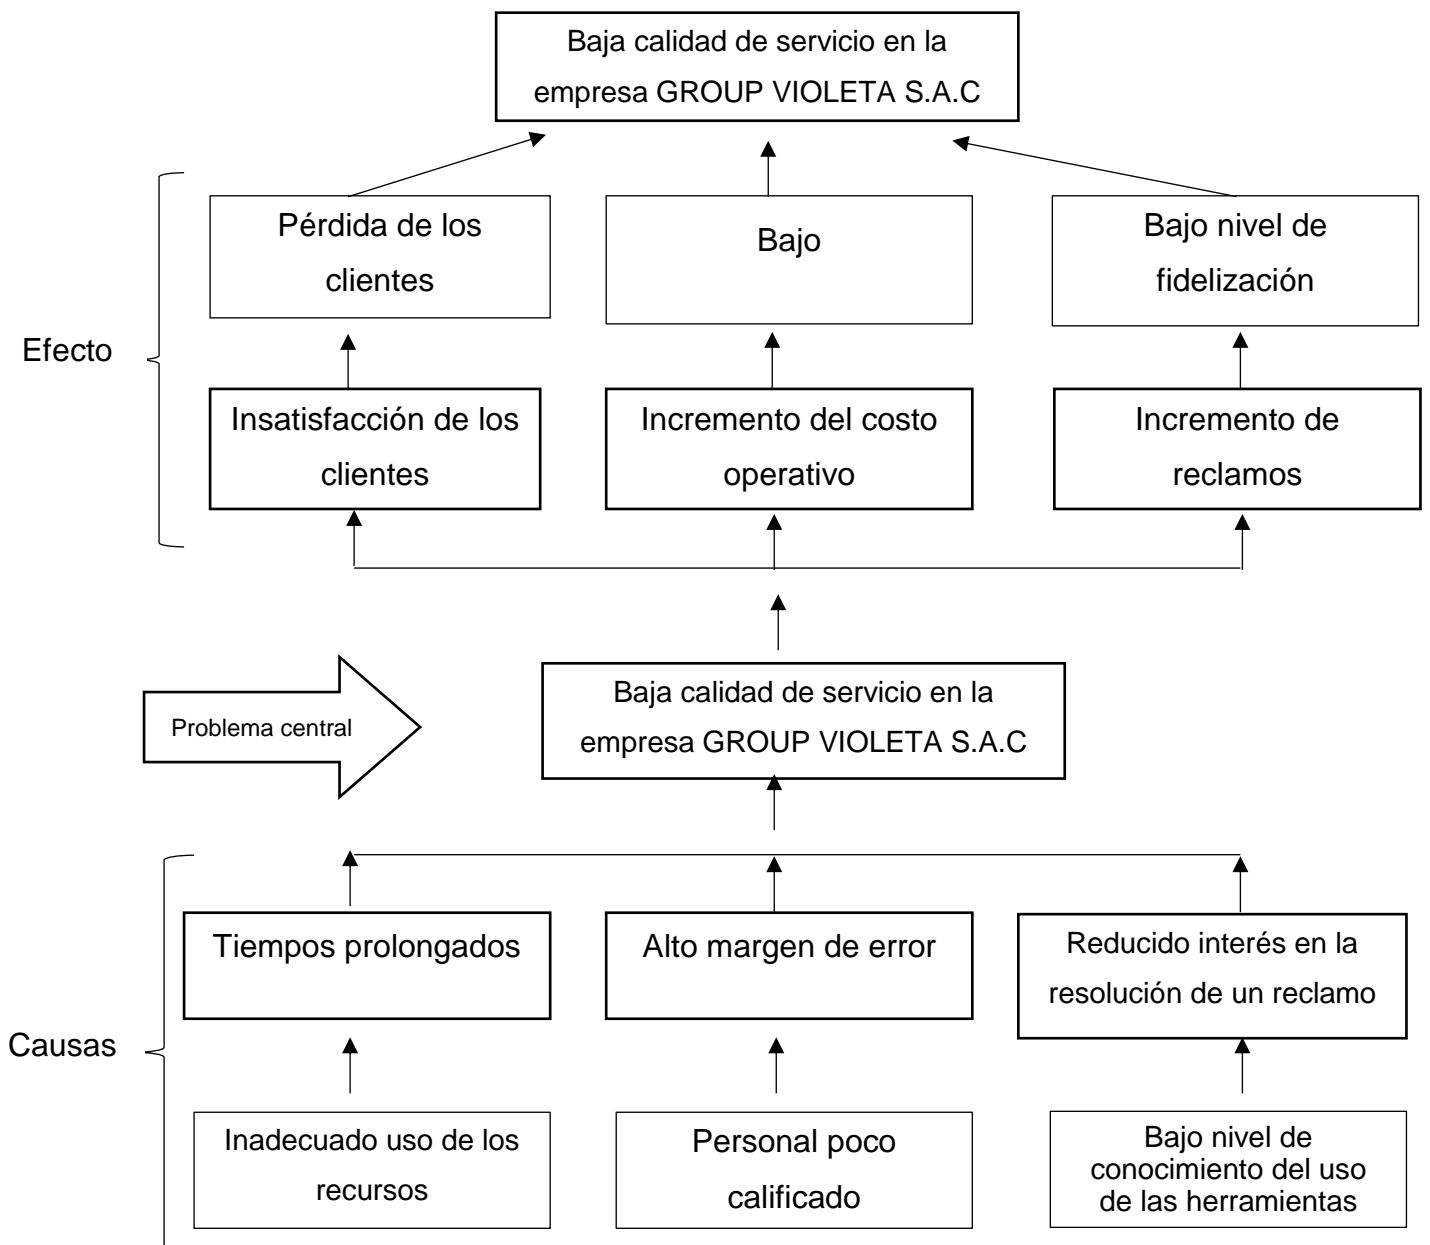 Baja calidad de servicio en la
empresa GROUP VIOLETA S.A.C
Pérdida de los
clientes
Bajo
Bajo nivel de
fidelización
Efecto
Insatisfacción de los
clientes
Incremento del costo
operativo
Incremento de
reclamos
Problema central
Baja calidad de servicio en la
empresa GROUP VIOLETA S.A.C
Causas
Tiempos prolongados
Alto margen de error
Reducido interés en la
resolución de un reclamo
Inadecuado uso de los
recursos
Personal poco
calificado
Bajo nivel de
conocimiento del uso
de las herramientas